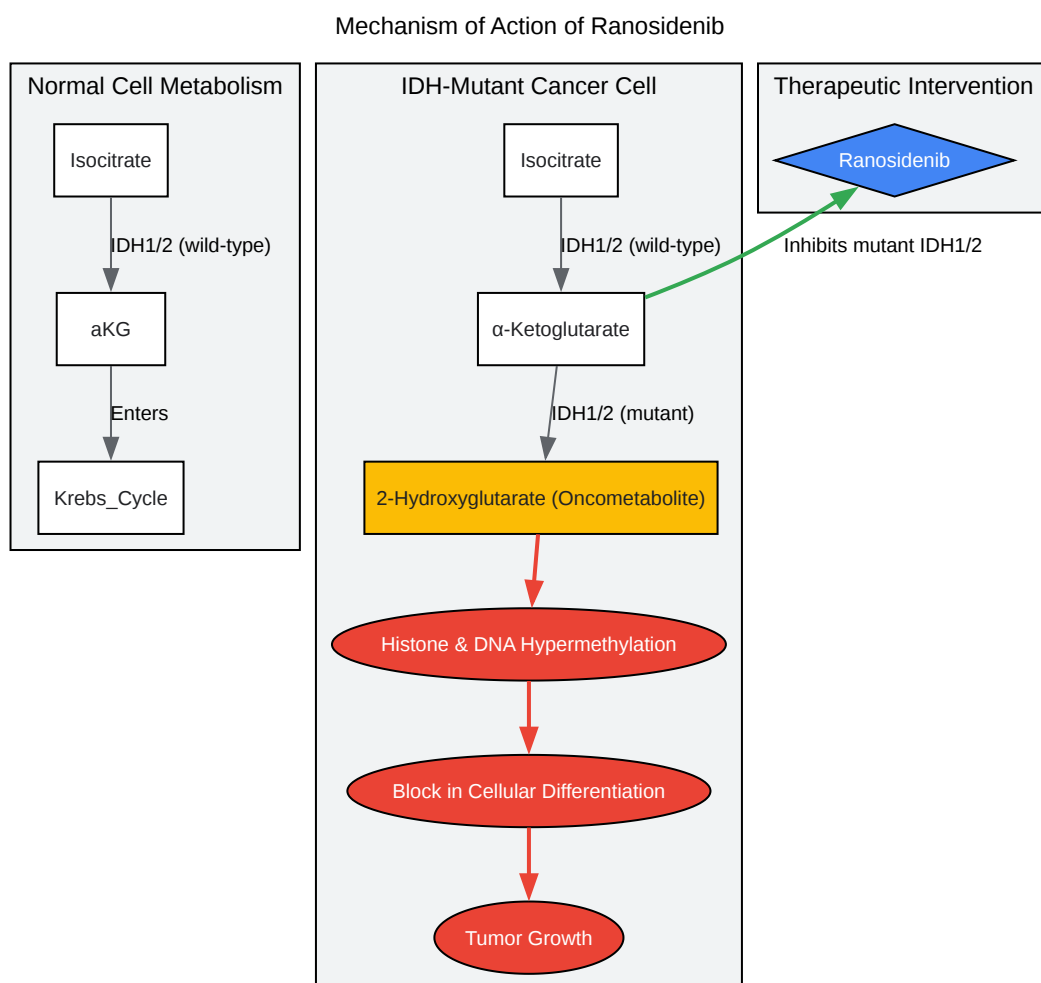 Mechanism of Action of Ranosidenib
Normal Cell Metabolism
Isocitrate
IDH1/2 (wild-type)
aKG
Enters
Krebs_Cycle
IDH-Mutant Cancer Cell
Isocitrate
IDH1/2 (wild-type)
α-Ketoglutarate
IDH1/2 (mutant)
2-Hydroxyglutarate (Oncometabolite)
Histone & DNA Hypermethylation
Block in Cellular Differentiation
Tumor Growth
Therapeutic Intervention
Ranosidenib
Inhibits mutant IDH1/2